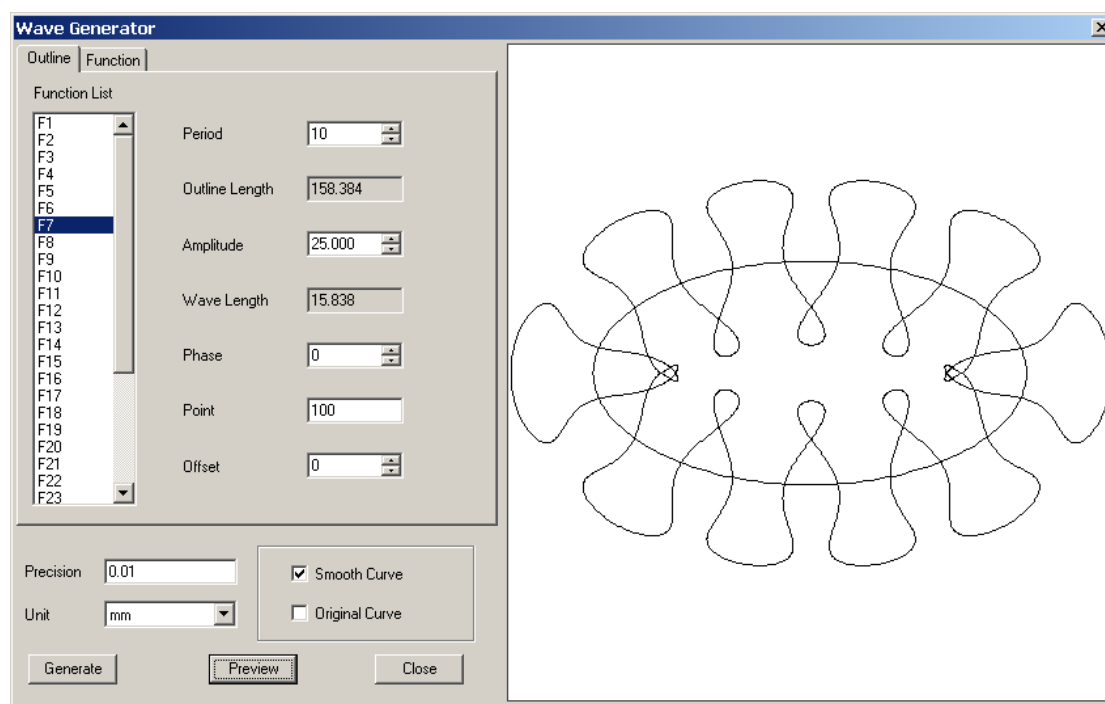 Wave Generator
Outline Function
Function List
F1
F2
F3
F4
F5
F6
F7
F8
F9
F10
F11
F12
F13
F14
F15
F16
F17
F18
F19
F20
F21
F22
F23
Period 10
Outline Length 158.384
Amplitude 25.000
Wave Length 15.838
Phase 0
Point 100
Offset 0
Precision 0.01
Unit mm
Smooth Curve
Original Curve
Generate Preview Close